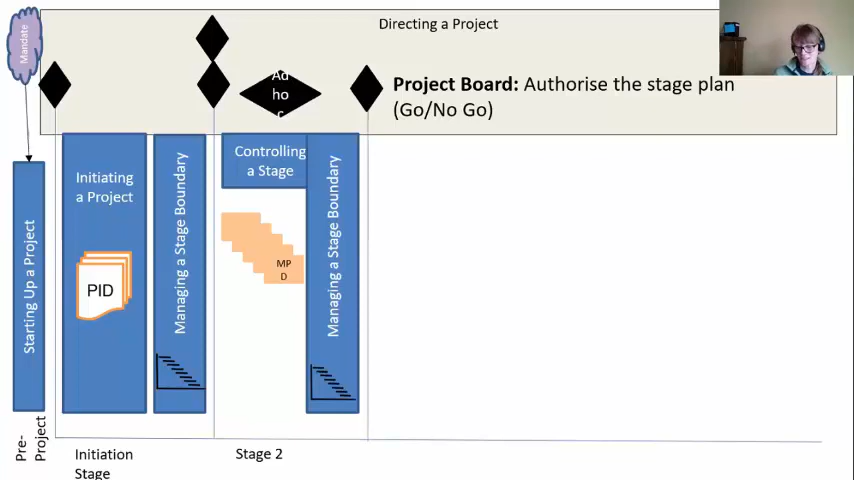 Mandate
Directing a Project
Ad
ho
c
Project Board: Authorise the stage plan
(Go/No Go)
Starting Up a Project
Initiating
a Project
PID
Managing a Stage Boundary
Controlling
a Stage
MP
D
Managing a Stage Boundary
Pre-
Project
Initiation
Stage
Stage 2